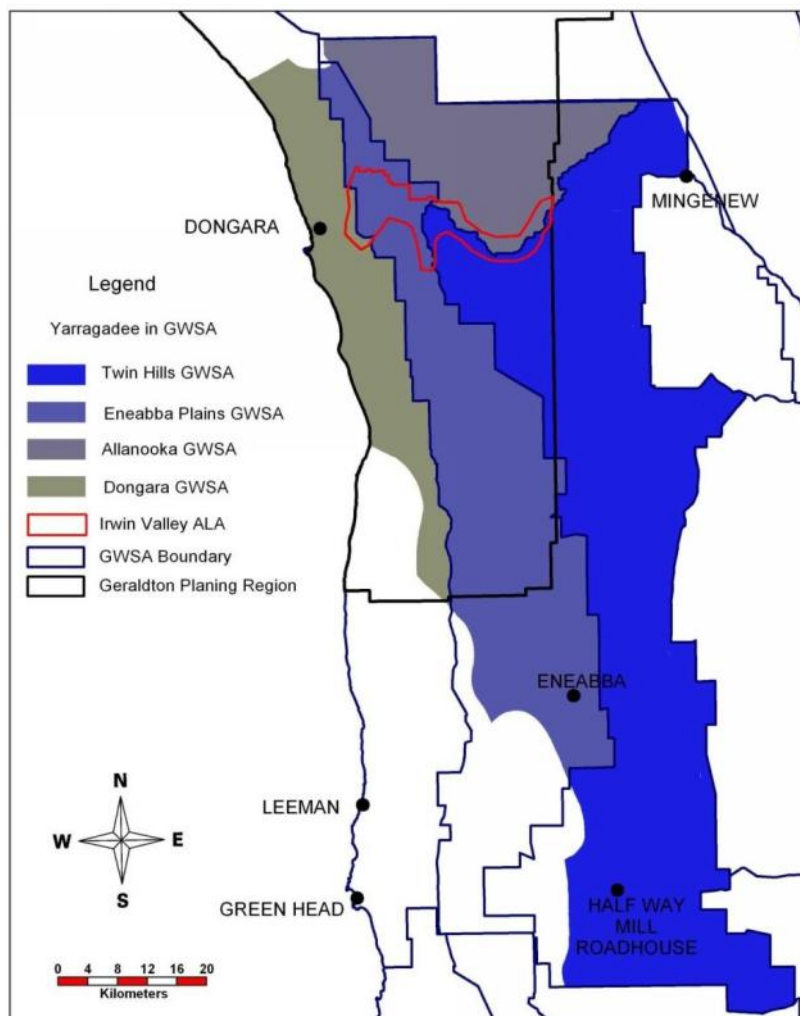 MINGENEW
DONGARA
Legend
Yarragadee in GWSA
Twin Hills GWSA
Eneabba Plains GWSA
Allanooka GWSA
Dongara GWSA
Irwin Valley ALA
GWSA Boundary
Geraldton Planing Region
ENEABBA
N
W E
S
LEEMAN
GREEN HEAD
HALF WAY
MILL
ROADHOUSE
0 4 8 12 16 20
Kilometers